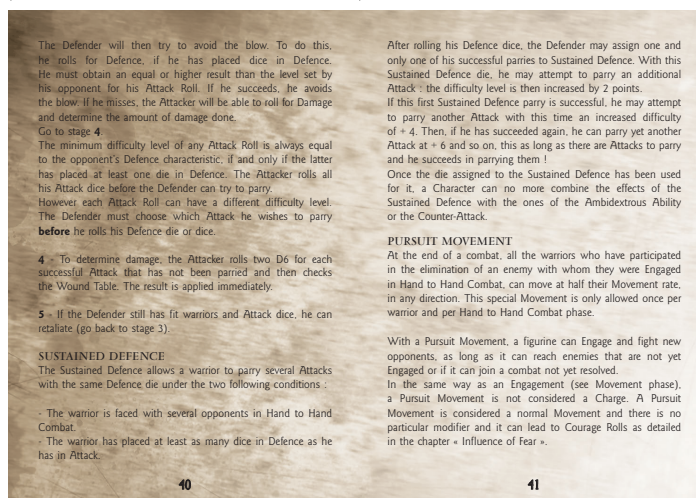 The Defender will then try to avoid the blow. To do this,
he rolls for Defence, if he has placed dice in Defence.
He must obtain an equal or higher result than the level set by
his opponent for his Attack Roll. If he succeeds, he avoids
the blow. If he misses, the Attacker will be able to roll for Damage
and determine the amount of damage done.
Go to stage 4.
The minimum difficulty level of any Attack Roll is always equal
to the opponent's Defence characteristic, if and only if the latter
has placed at least one die in Defence. The Attacker rolls all
his Attack dice before the Defender can try to parry.
However each Attack Roll can have a different difficulty level.
The Defender must choose which Attack he wishes to parry
before he rolls his Defence die or dice.
4 - To determine damage, the Attacker rolls two D6 for each
successful Attack that has not been parried and then checks
the Wound Table. The result is applied immediately.
5 - If the Defender still has fit warriors and Attack dice, he can
retaliate (go back to stage 3).
SUSTAINED DEFENCE
The Sustained Defence allows a warrior to parry several Attacks
with the same Defence die under the two following conditions :
- The warrior is faced with several opponents in Hand to Hand
Combat.
- The warrior has placed at least as many dice in Defence as he
has in Attack.
40
After rolling his Defence dice, the Defender may assign one and
only one of his successful parries to Sustained Defence. With this
Sustained Defence die, he may attempt to parry an additional
Attack : the difficulty level is then increased by 2 points.
If this first Sustained Defence parry is successful, he may attempt
to parry another Attack with this time an increased difficulty
of + 4. Then, if he has succeeded again, he can parry yet another
Attack at + 6 and so on, this as long as there are Attacks to parry
and he succeeds in parrying them !
Once the die assigned to the Sustained Defence has been used
for it, a Character can no more combine the effects of the
Sustained Defence with the ones of the Ambidextrous Ability
or the Counter-Attack.
PURSUIT MOVEMENT
At the end of a combat, all the warriors who have participated
in the elimination of an enemy with whom they were Engaged
in Hand to Hand Combat, can move at half their Movement rate,
in any direction. This special Movement is only allowed once per
warrior and per Hand to Hand Combat phase.
With a Pursuit Movement, a figurine can Engage and fight new
opponents, as long as it can reach enemies that are not yet
Engaged or if it can join a combat not yet resolved.
In the same way as an Engagement (see Movement phase),
a Pursuit Movement is not considered a Charge. A Pursuit
Movement is considered a normal Movement and there is no
particular modifier and it can lead to Courage Rolls as detailed
in the chapter « Influence of Fear ».
41